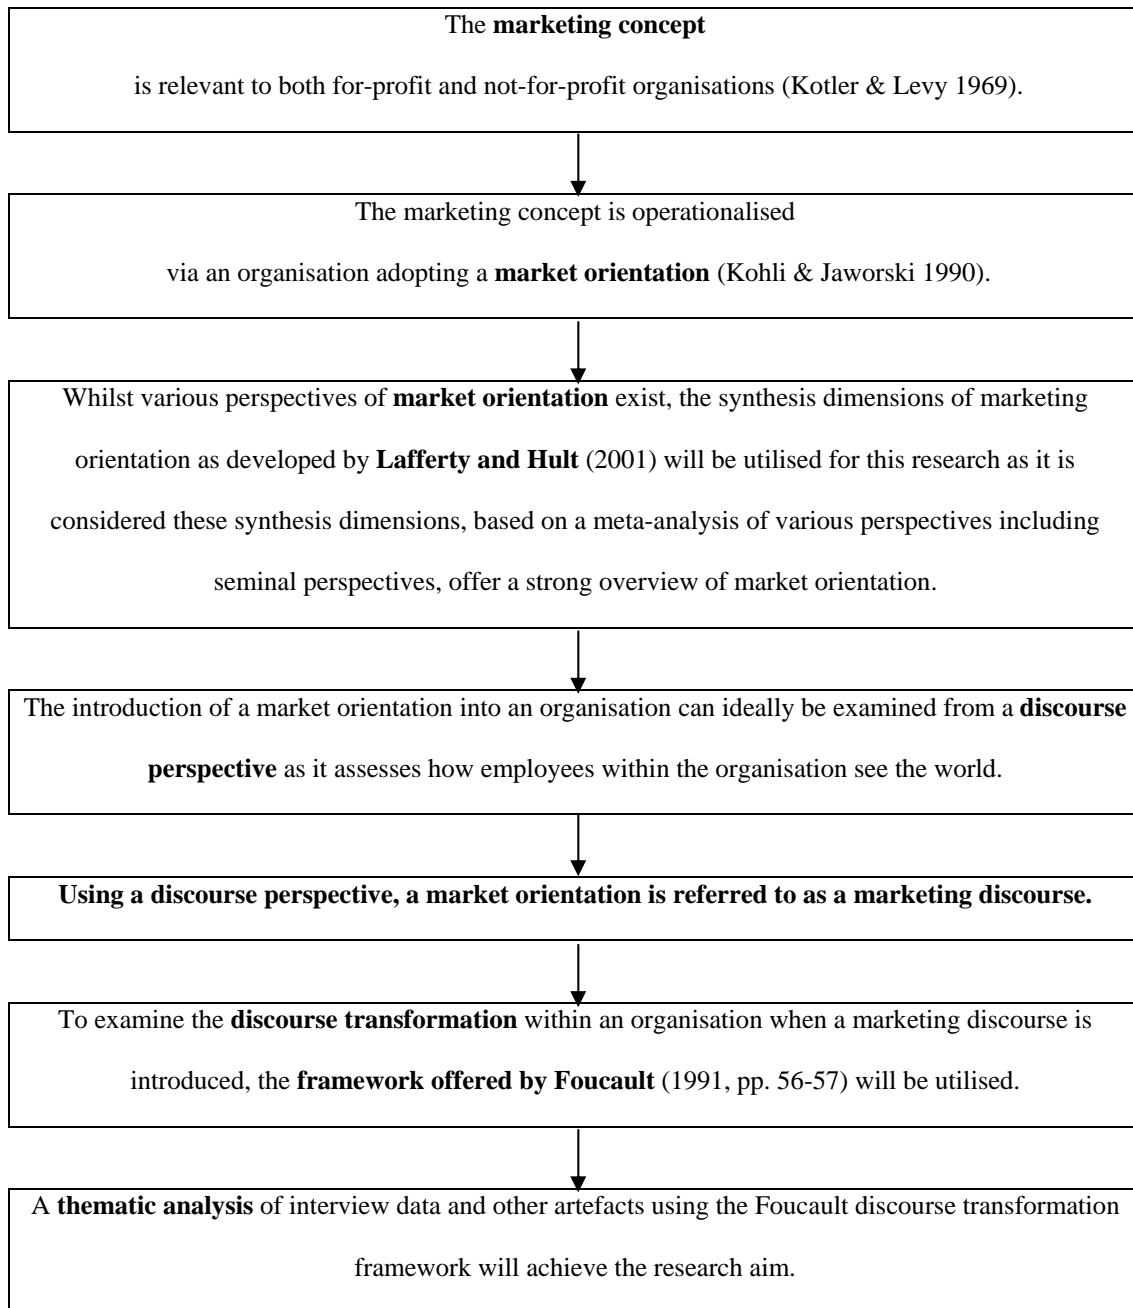 The marketing concept
is relevant to both for-profit and not-for-profit organisations (Kotler & Levy 1969).
The marketing concept is operationalised
via an organisation adopting a market orientation (Kohli & Jaworski 1990).
Whilst various perspectives of market orientation exist, the synthesis dimensions of marketing
orientation as developed by Lafferty and Hult (2001) will be utilised for this research as it is
considered these synthesis dimensions, based on a meta-analysis of various perspectives including
seminal perspectives, offer a strong overview of market orientation.
The introduction of a market orientation into an organisation can ideally be examined from a discourse
perspective as it assesses how employees within the organisation see the world.
Using a discourse perspective, a market orientation is referred to as a marketing discourse.
To examine the discourse transformation within an organisation when a marketing discourse is
introduced, the framework offered by Foucault (1991, pp. 56-57) will be utilised.
A thematic analysis of interview data and other artefacts using the Foucault discourse transformation
framework will achieve the research aim.